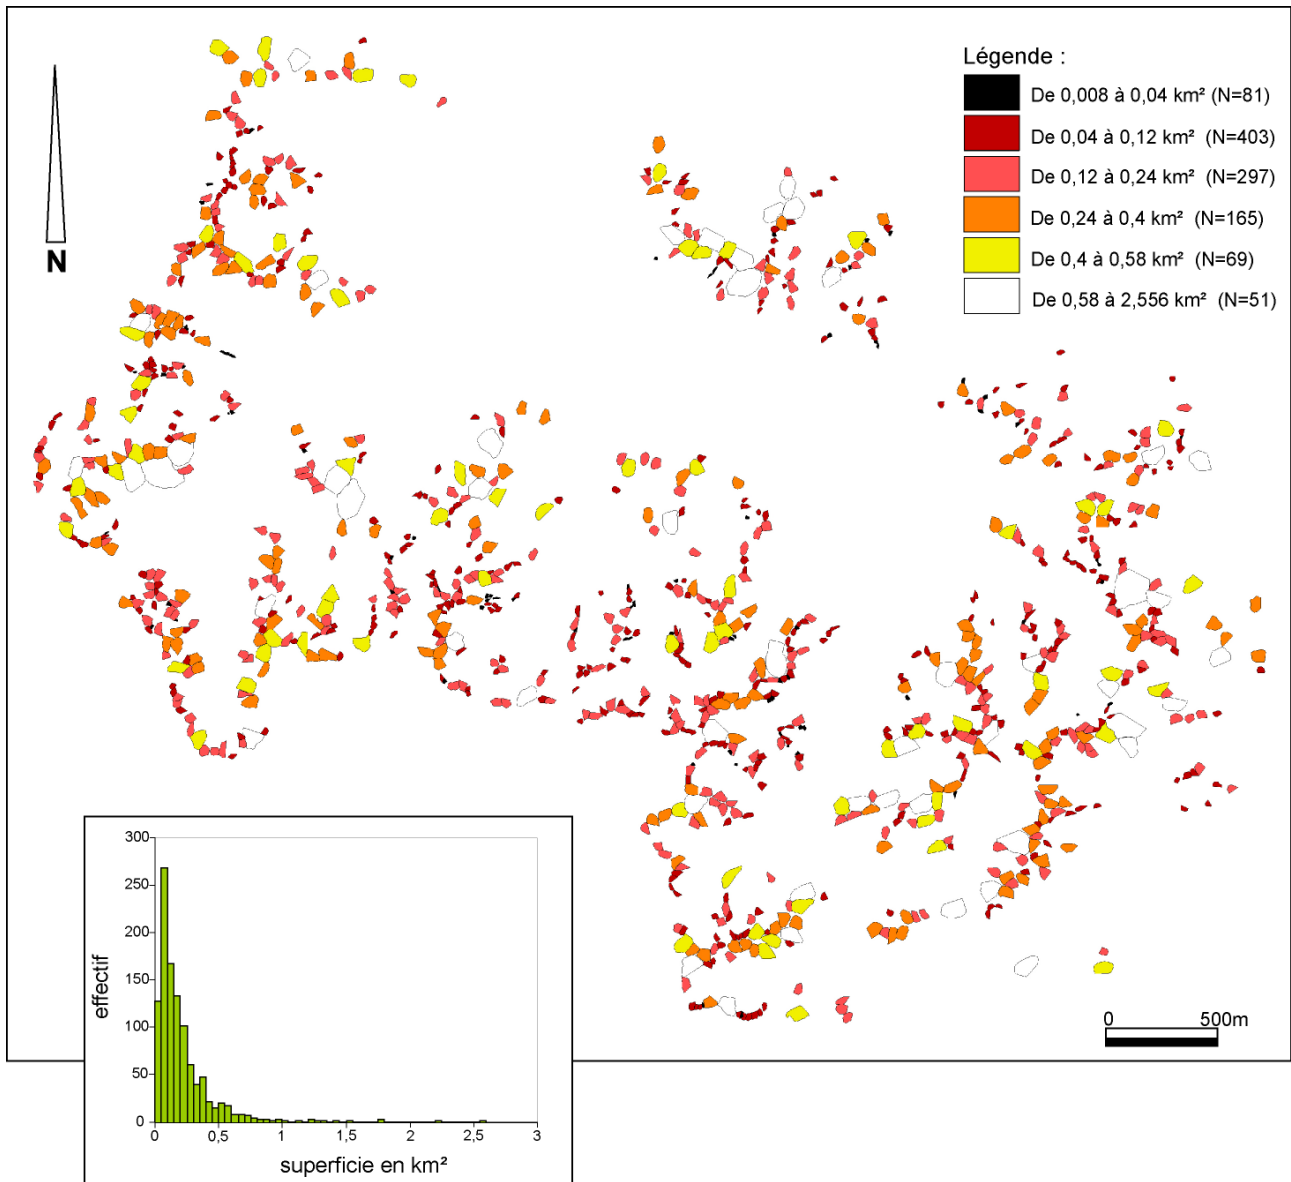 Légende :
De 0,008 à 0,04 km² (N=81)
De 0,04 à 0,12 km² (N=403)
De 0,12 à 0,24 km² (N=297)
De 0,24 à 0,4 km² (N=165)
De 0,4 à 0,58 km² (N=69)
De 0,58 à 2,556 km² (N=51)
N
0 500m
300
250
200
150
100
50
0
effectif
0 0,5 1 1,5 2 2,5 3
superficie en km²